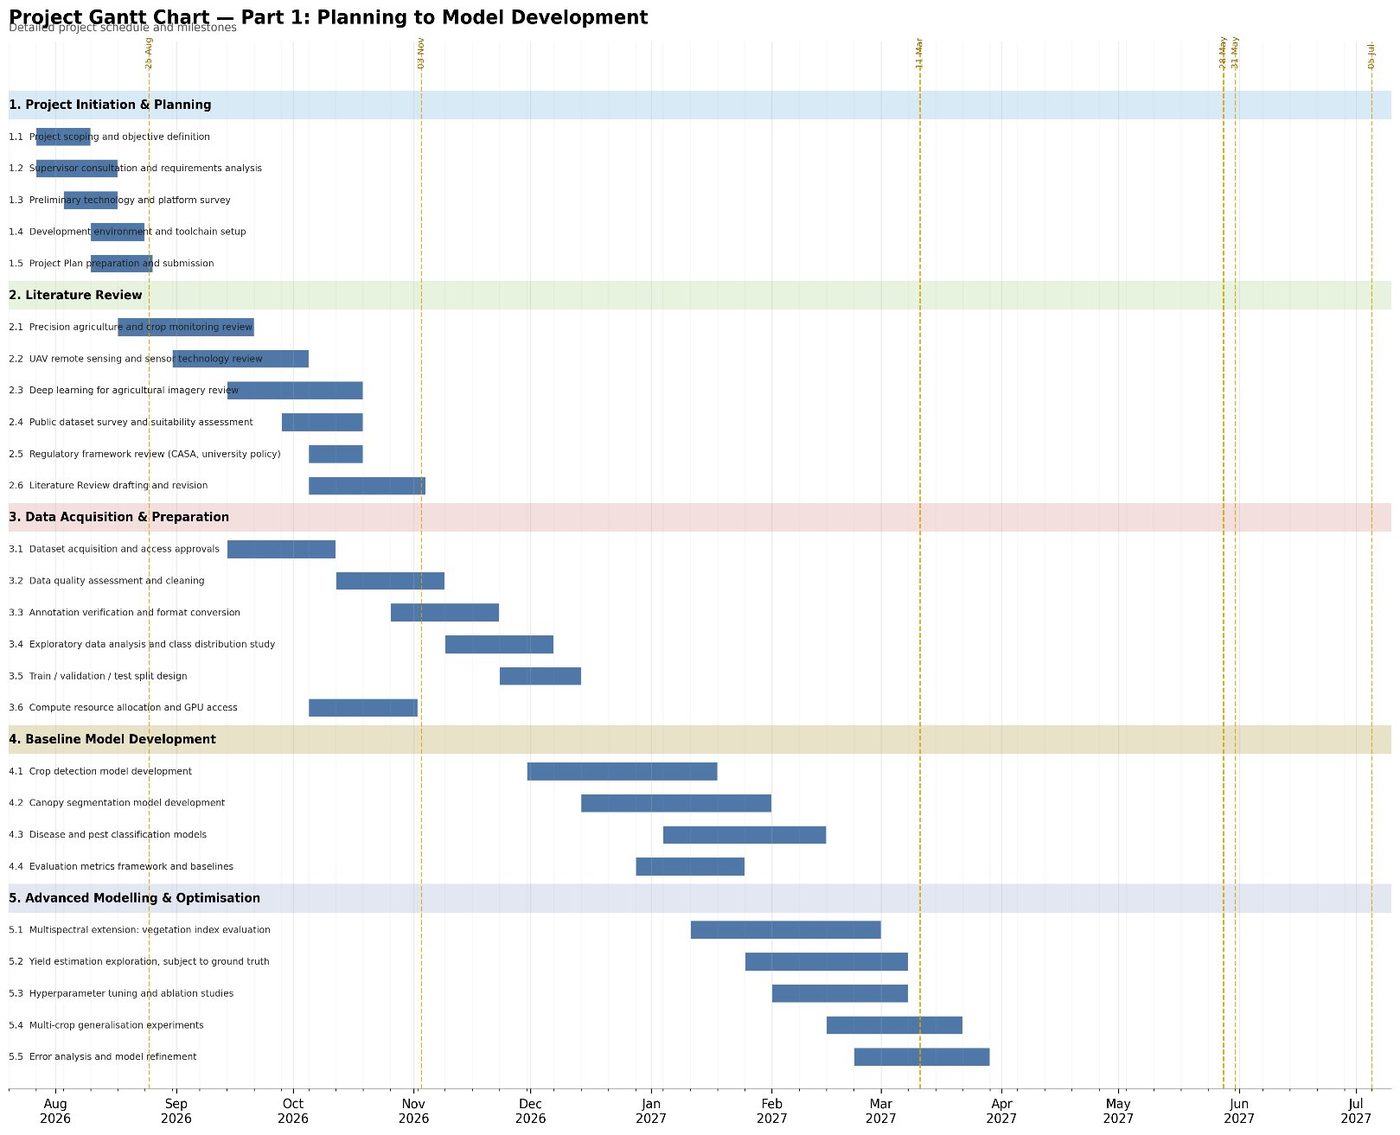 Project Gantt Chart — Part 1: Planning to Model Development
Detailed project schedule and milestones
25 Aug
03 Nov
11 Mar
28 May
31 May
05 Jul
1. Project Initiation & Planning
1.1 Project scoping and objective definition
1.2 Supervisor consultation and requirements analysis
1.3 Preliminary technology and platform survey
1.4 Development environment and toolchain setup
1.5 Project Plan preparation and submission
2. Literature Review
2.1 Precision agriculture and crop monitoring review
2.2 UAV remote sensing and sensor technology review
2.3 Deep learning for agricultural imagery review
2.4 Public dataset survey and suitability assessment
2.5 Regulatory framework review (CASA, university policy)
2.6 Literature Review drafting and revision
3. Data Acquisition & Preparation
3.1 Dataset acquisition and access approvals
3.2 Data quality assessment and cleaning
3.3 Annotation verification and format conversion
3.4 Exploratory data analysis and class distribution study
3.5 Train / validation / test split design
3.6 Compute resource allocation and GPU access
4. Baseline Model Development
4.1 Crop detection model development
4.2 Canopy segmentation model development
4.3 Disease and pest classification models
4.4 Evaluation metrics framework and baselines
5. Advanced Modelling & Optimisation
5.1 Multispectral extension: vegetation index evaluation
5.2 Yield estimation exploration, subject to ground truth
5.3 Hyperparameter tuning and ablation studies
5.4 Multi-crop generalisation experiments
5.5 Error analysis and model refinement
Aug Sep Oct Nov Dec Jan Feb Mar Apr May Jun Jul
2026 2026 2026 2026 2026 2027 2027 2027 2027 2027 2027 2027